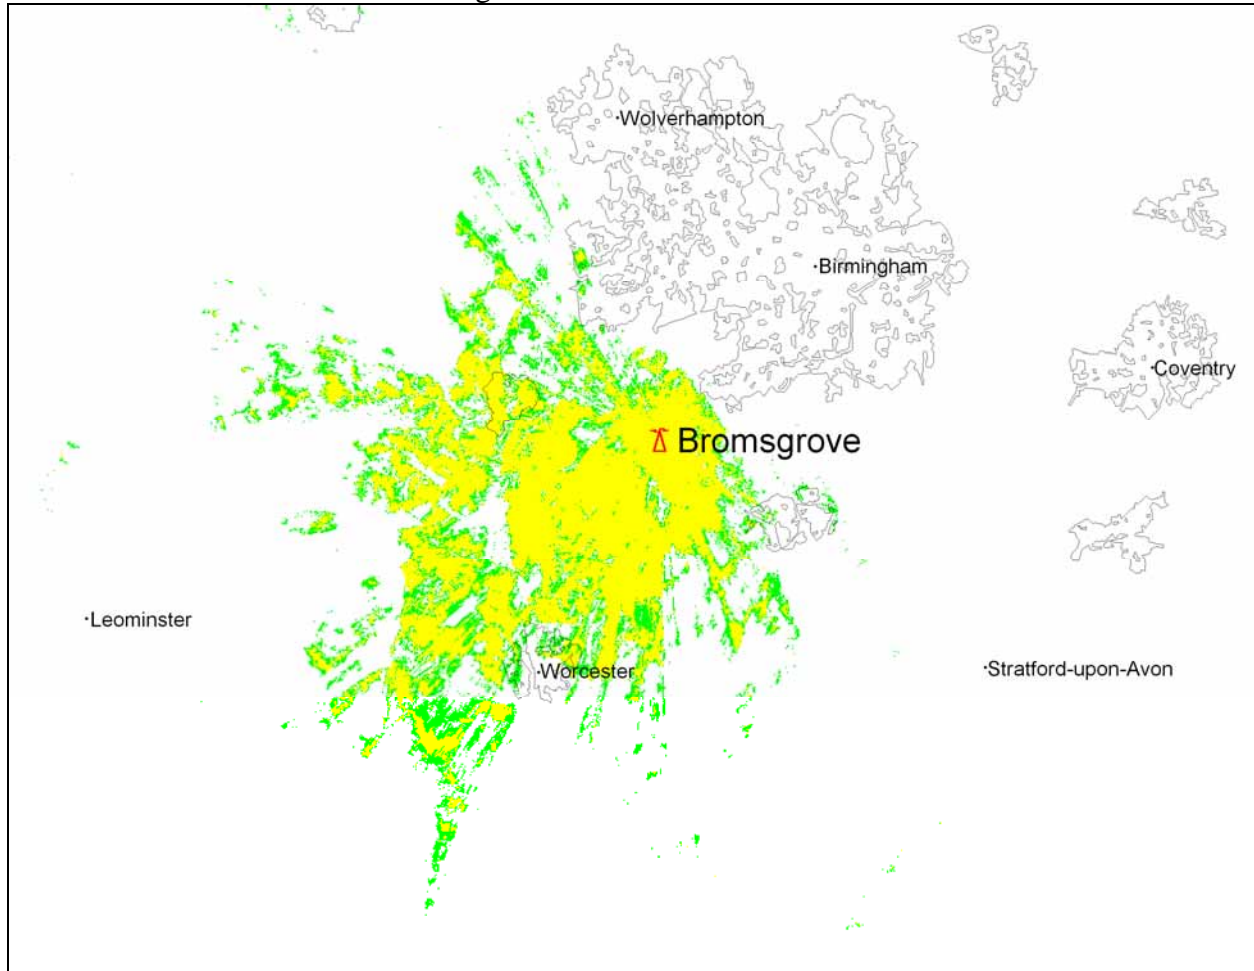 Wolverhampton
Birmingham
Coventry
Bromsgrove
Leominster
Worcester
Stratford-upon-Avon